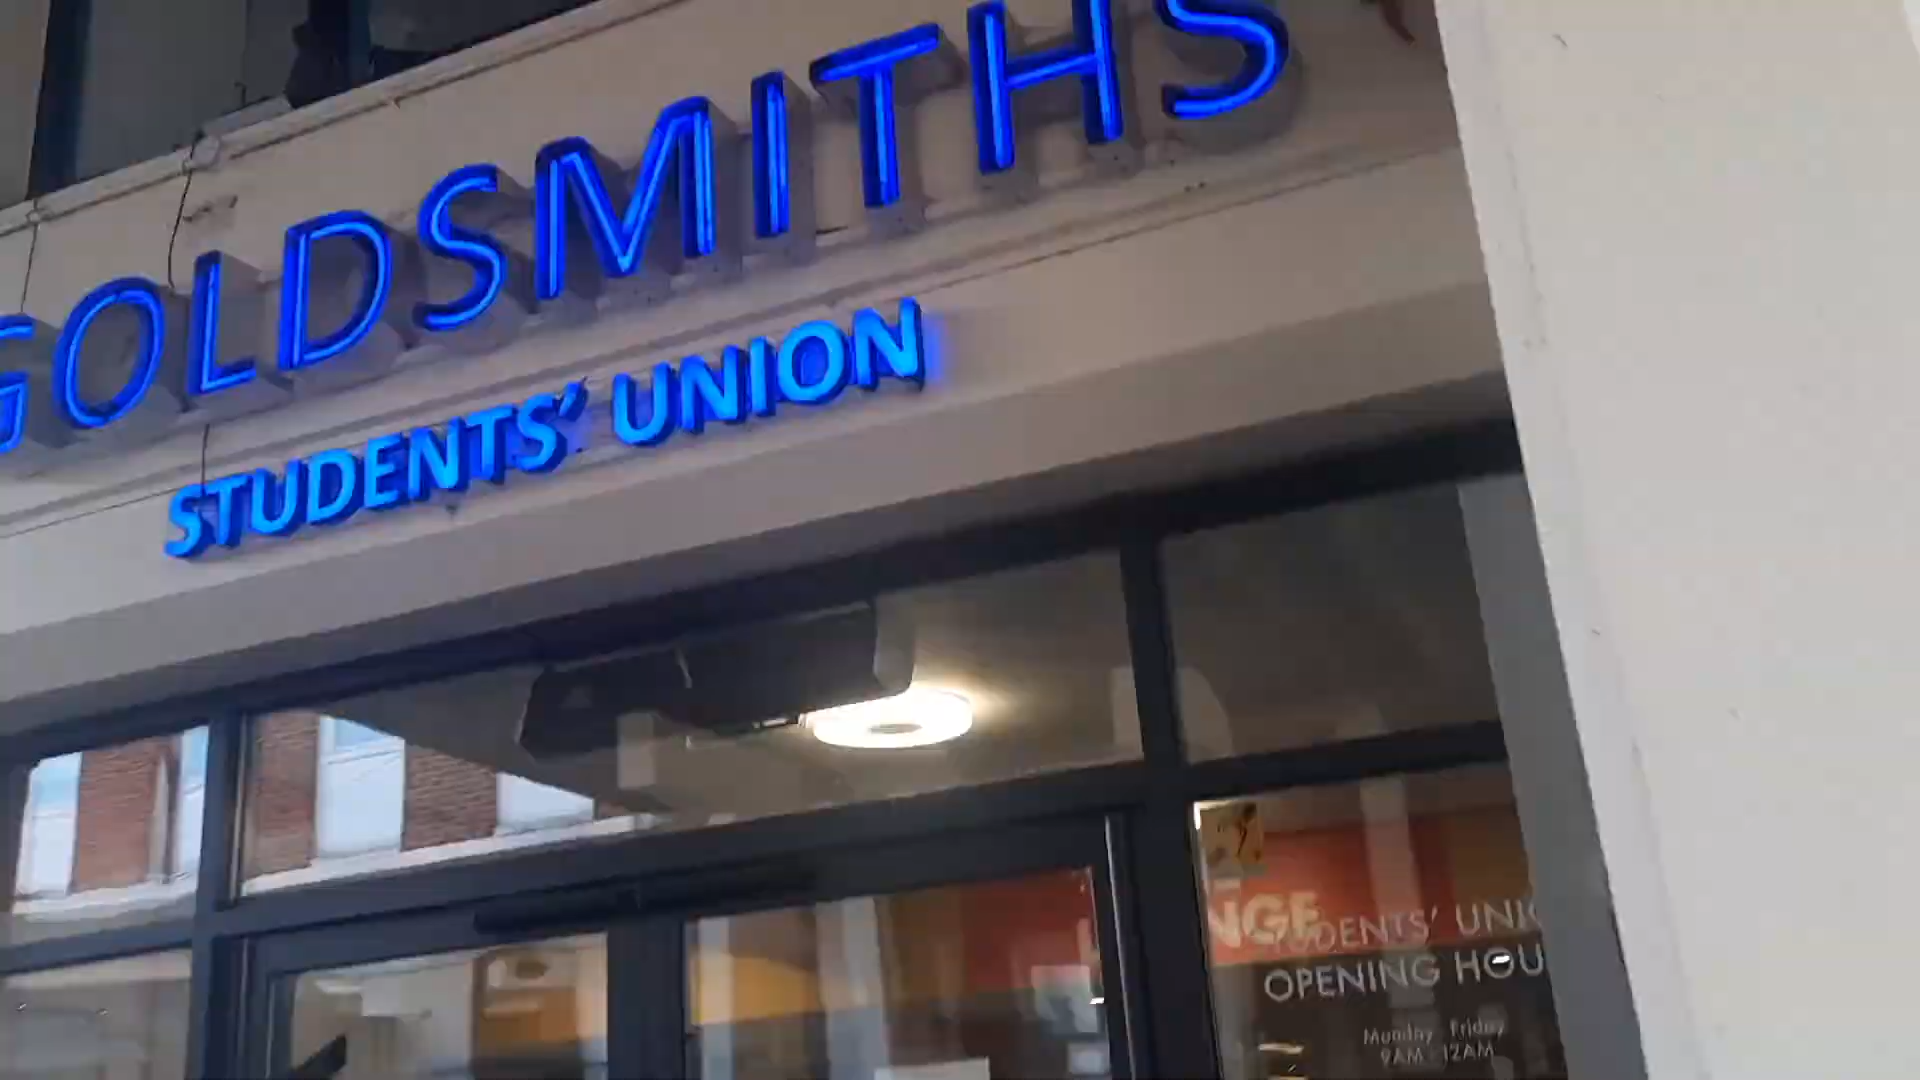 GOLDSMITHS
STUDENTS' UNION
OPENING
Monday Friday
9AM - 12AM